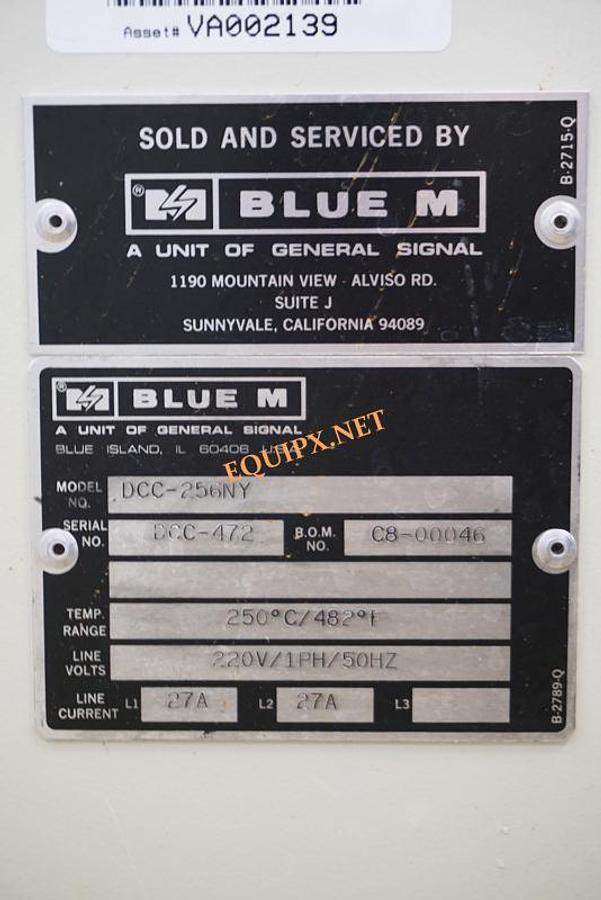 Asset# VA002139
SOLD AND SERVICED BY
® BLUE M
A UNIT OF GENERAL SIGNAL
1190 MOUNTAIN VIEW - ALVISO RD.
SUITE J
SUNNYVALE, CALIFORNIA 94089
B-2715-Q
® BLUE M
A UNIT OF GENERAL SIGNAL
BLUE ISLAND, IL 60406 U.S.A.
EQUIPX.NET
MODEL NO. DCC-256NY
SERIAL NO. DCC-472 B.O.M. NO. C8-00046
TEMP. RANGE 250°C/482°F
LINE VOLTS 220V/1PH/50HZ
LINE CURRENT L1 27A L2 27A L3
B-2789-Q